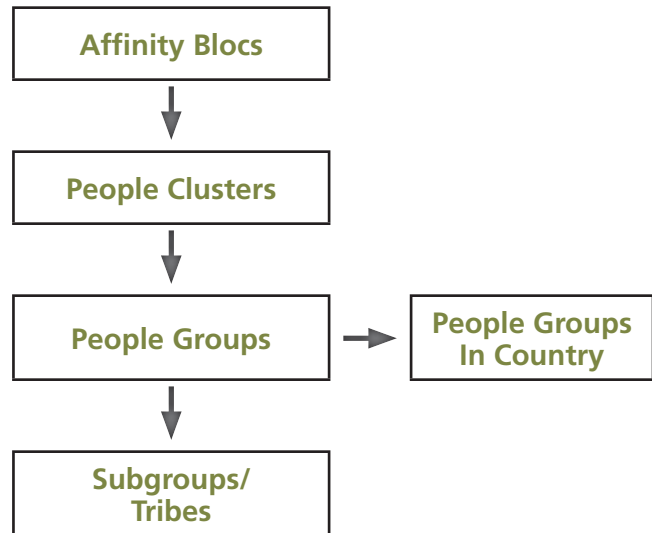 Affinity Blocs
People Clusters
People Groups
People Groups
In Country
Subgroups/
Tribes